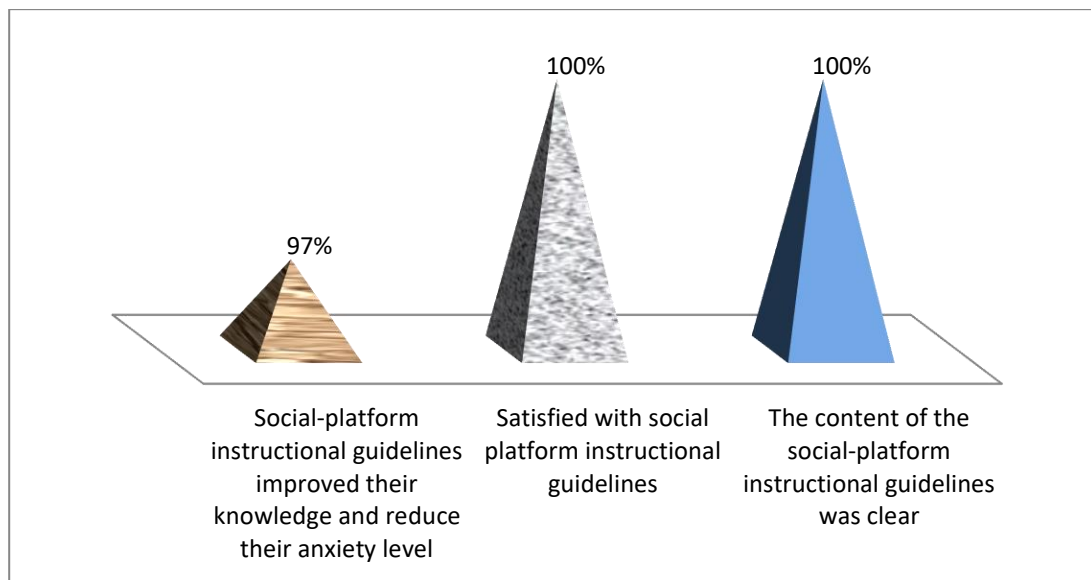 100%
100%
97%
Social-platform
instructional guidelines
improved their
knowledge and reduce
their anxiety level
Satisfied with social
platform instructional
guidelines
The content of the
social-platform
instructional guidelines
was clear